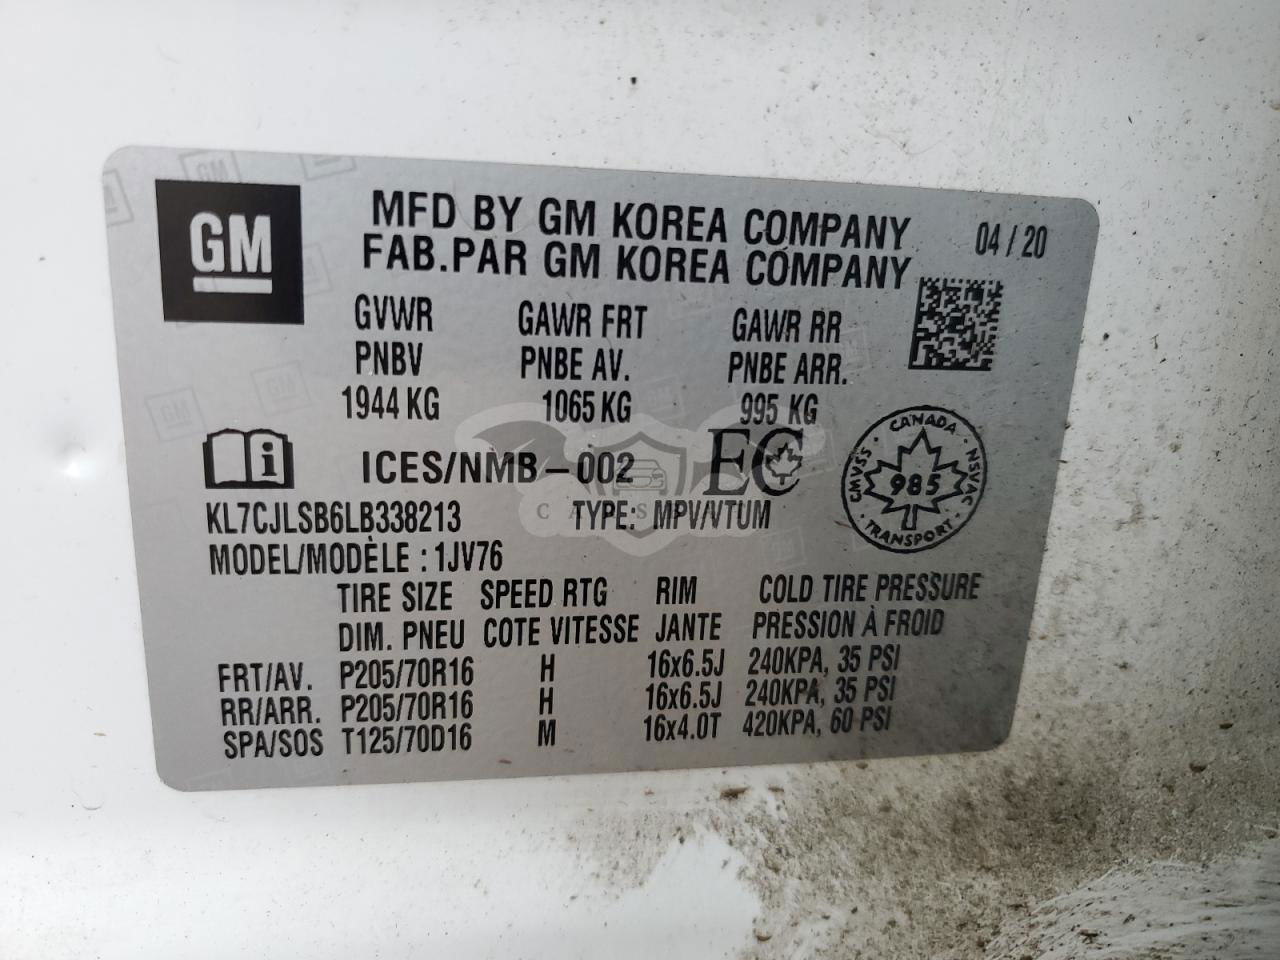 GM
MFD BY GM KOREA COMPANY 04 / 20
FAB.PAR GM KOREA COMPANY
GVWR GAWR FRT GAWR RR
PNBV PNBE AV. PNBE ARR.
1944 KG 1065 KG 995 KG
ICES/NMB-002 EC
CANADA
CMVSS 985 NSVAC
TRANSPORT
KL7CJLSB6LB338213 TYPE: MPV/VTUM
MODEL/MODÈLE : 1JV76
TIRE SIZE SPEED RTG RIM COLD TIRE PRESSURE
DIM. PNEU COTE VITESSE JANTE PRESSION À FROID
FRT/AV. P205/70R16 H 16x6.5J 240KPA, 35 PSI
RR/ARR. P205/70R16 H 16x6.5J 240KPA, 35 PSI
SPA/SOS T125/70D16 M 16x4.0T 420KPA, 60 PSI